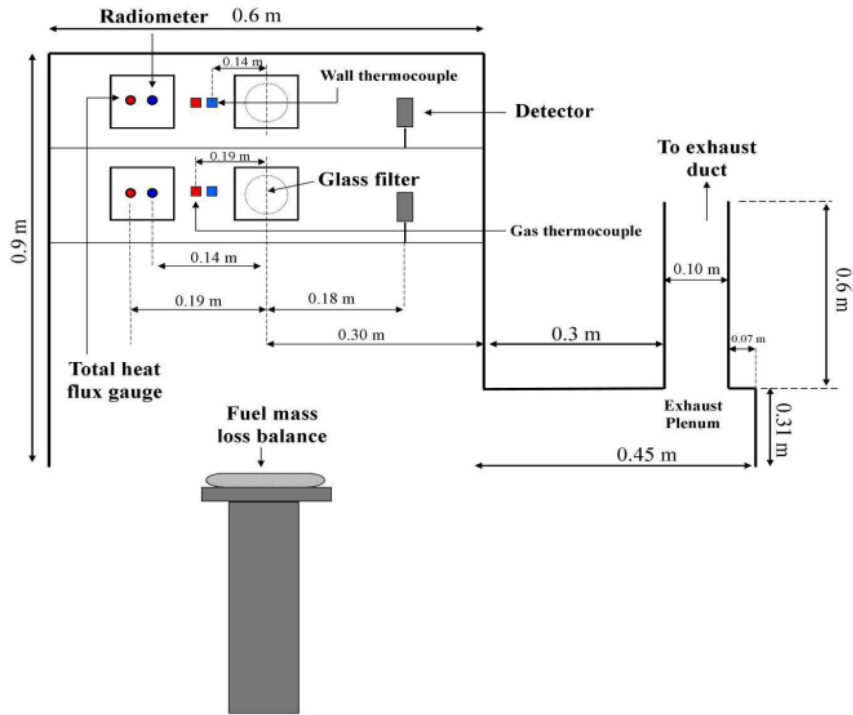 Radiometer
0.6 m
0.14 m
Wall thermocouple
Detector
To exhaust
duct
0.19 m
Glass filter
Gas thermocouple
0.9 m
0.14 m
0.10 m
0.6 m
0.19 m
0.18 m
0.30 m
0.3 m
0.07 m
Total heat
flux gauge
Fuel mass
loss balance
Exhaust
Plenum
0.31 m
0.45 m